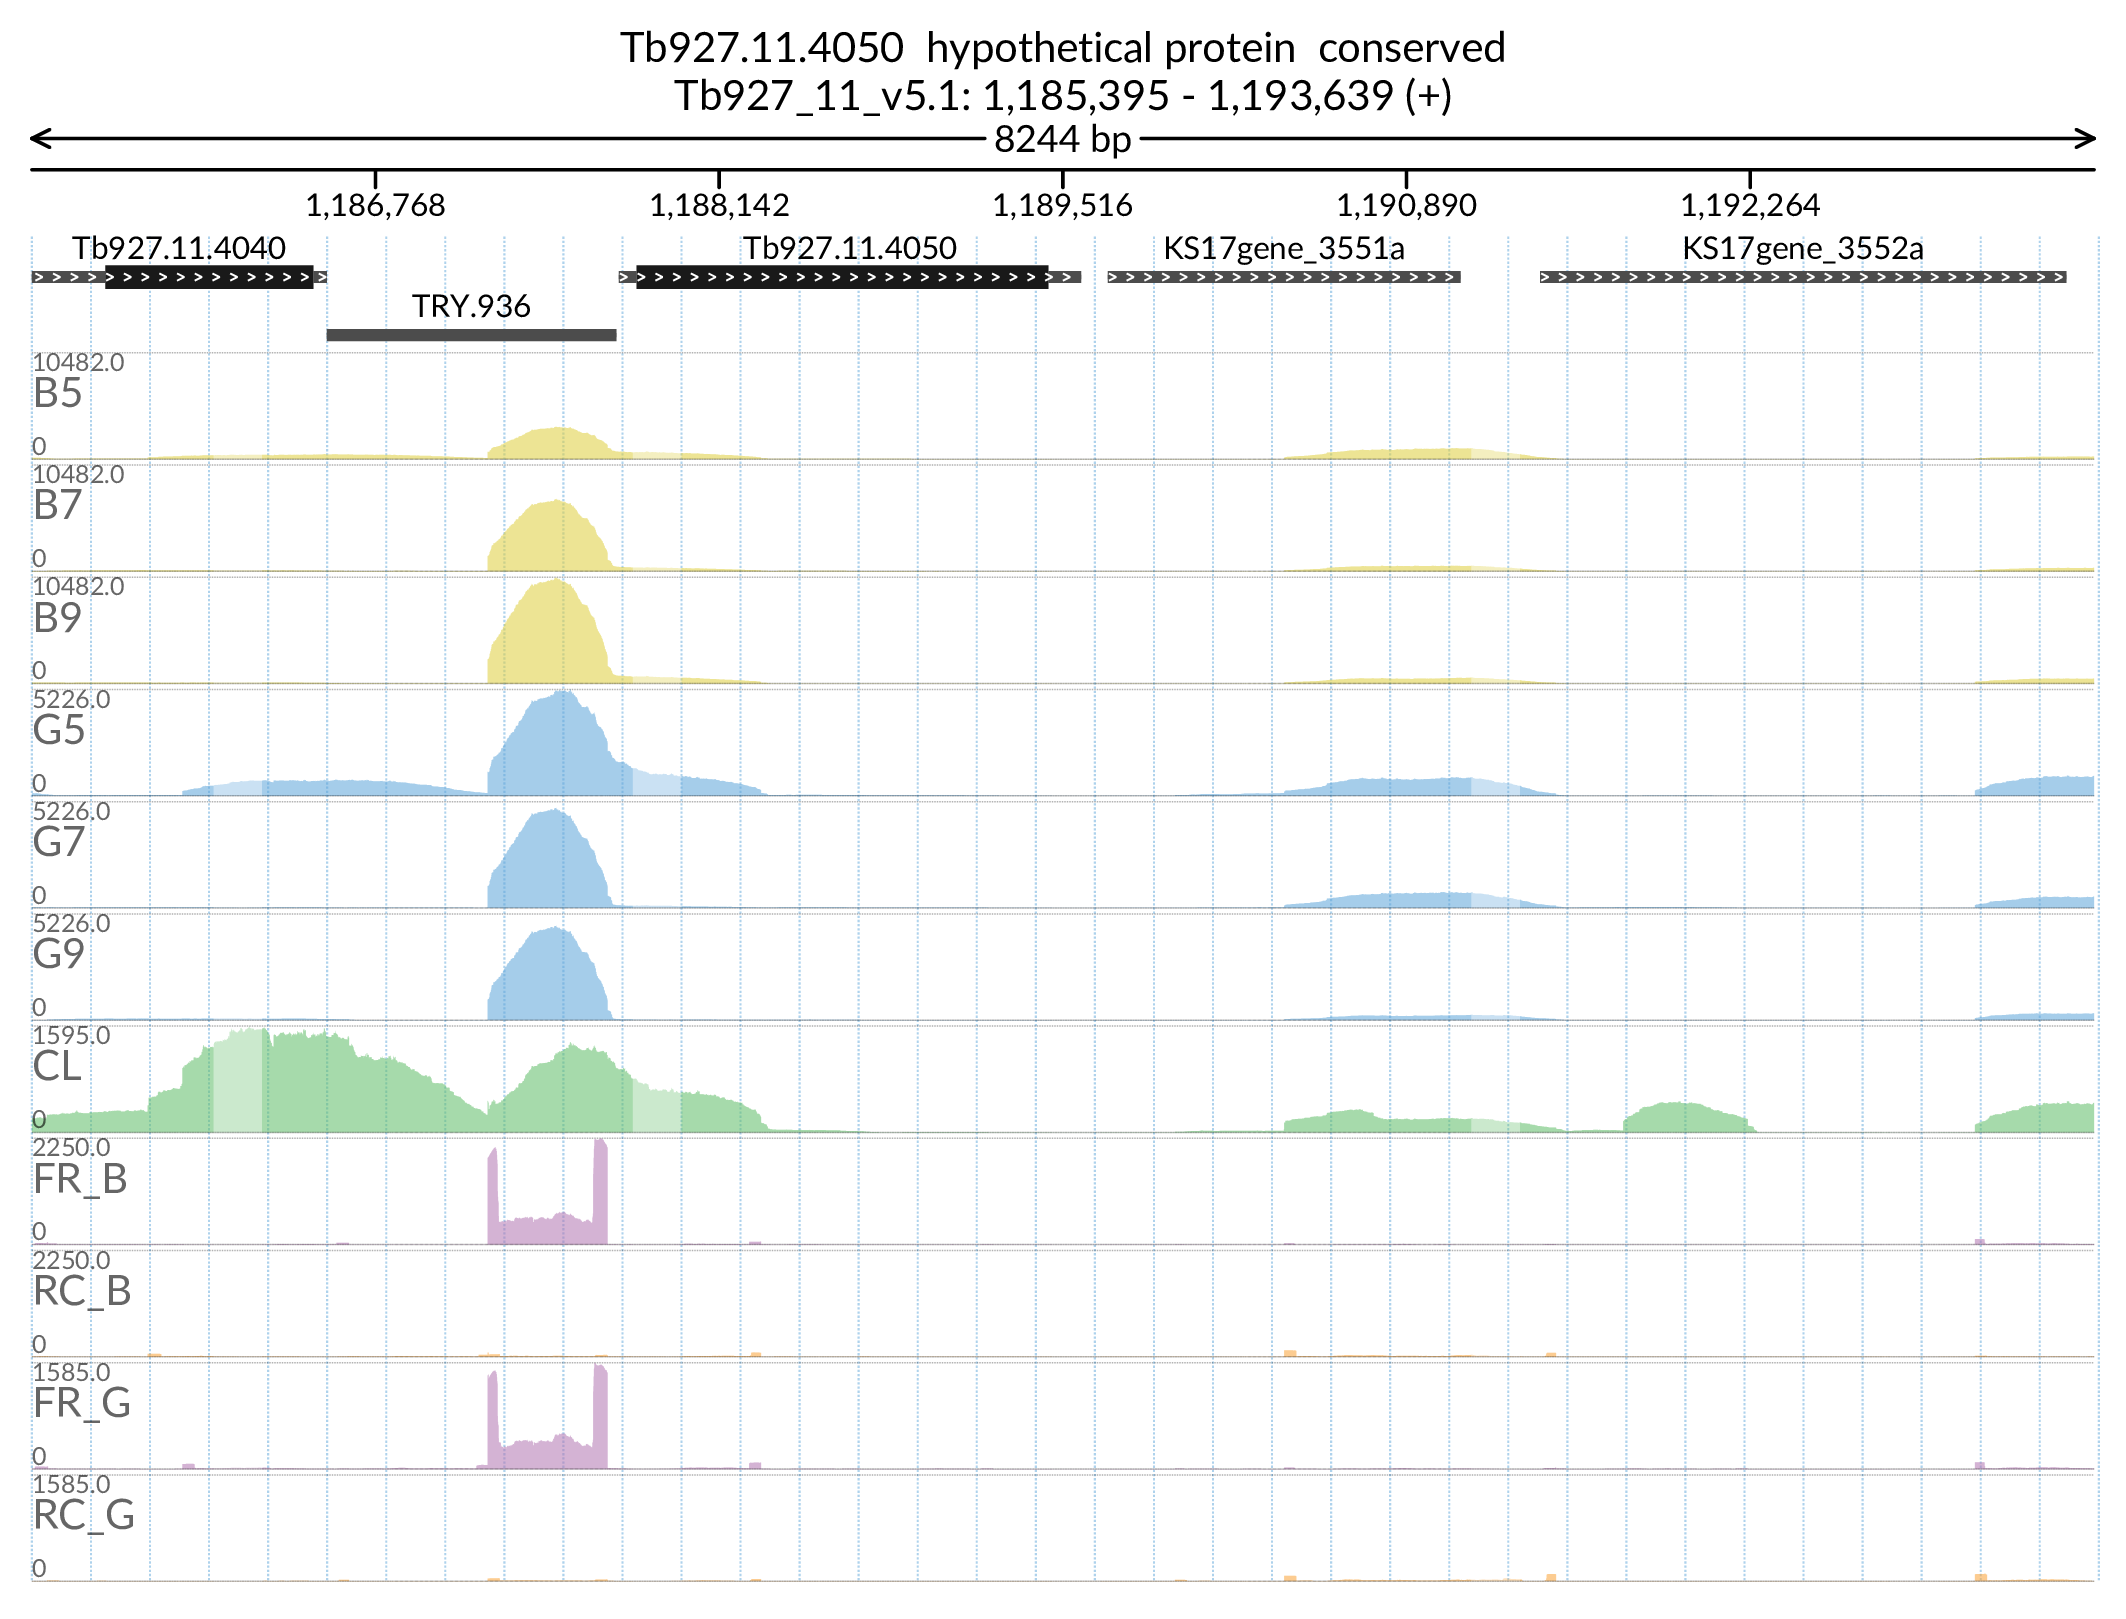 Tb927.11.4050 hypothetical protein conserved
Tb927_11_v5.1: 1,185,395 - 1,193,639 (+)
8244 bp
1,186,768 1,188,142 1,189,516 1,190,890 1,192,264
Tb927.11.4040 Tb927.11.4050 KS17gene_3551a KS17gene_3552a
TRY.936
10482.0
B5
0
10482.0
B7
0
10482.0
B9
0
5226.0
G5
0
5226.0
G7
0
5226.0
G9
0
1595.0
CL
0
2250.0
FR_B
0
2250.0
RC_B
0
1585.0
FR_G
0
1585.0
RC_G
0